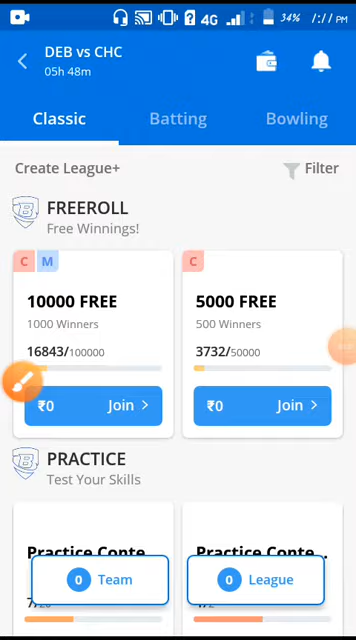 4G 34% /://  PM
DEB vs CHC
05h 48m
Classic Batting Bowling
Create League+ Filter
FREEROLL
Free Winnings!
C M C
10000 FREE 5000 FREE
1000 Winners 500 Winners
16843/100000 3732/50000
₹0 Join > ₹0 Join >
PRACTICE
Test Your Skills
Practice Conte... Practice Conte...
0 Team 0 League